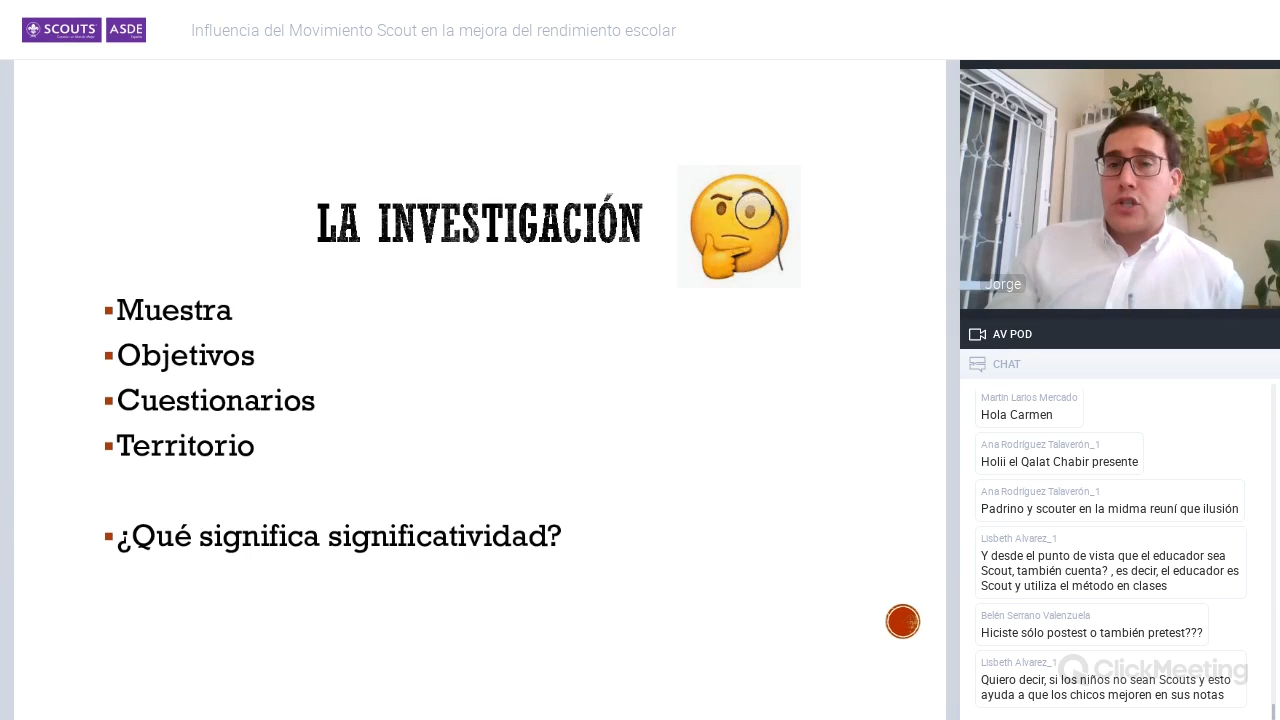 SCOUTS ASDE
Influencia del Movimiento Scout en la mejora del rendimiento escolar
LA INVESTIGACIÓN
Muestra
Objetivos
Cuestionarios
Territorio
¿Qué significa significatividad?
Jorge
AV POD
CHAT
Martin Larios Mercado
Hola Carmen
Ana Rodríguez Talaverón_1
Holii el Qalat Chabir presente
Ana Rodríguez Talaverón_1
Padrino y scouter en la midma reuní que ilusión
Lisbeth Alvarez_1
Y desde el punto de vista que el educador sea
Scout, también cuenta? , es decir, el educador es
Scout y utiliza el método en clases
Belén Serrano Valenzuela
Hiciste sólo postest o también pretest???
Lisbeth Alvarez_1
Quiero decir, si los niños no sean Scouts y esto
ayuda a que los chicos mejoren en sus notas
ClickMeeting